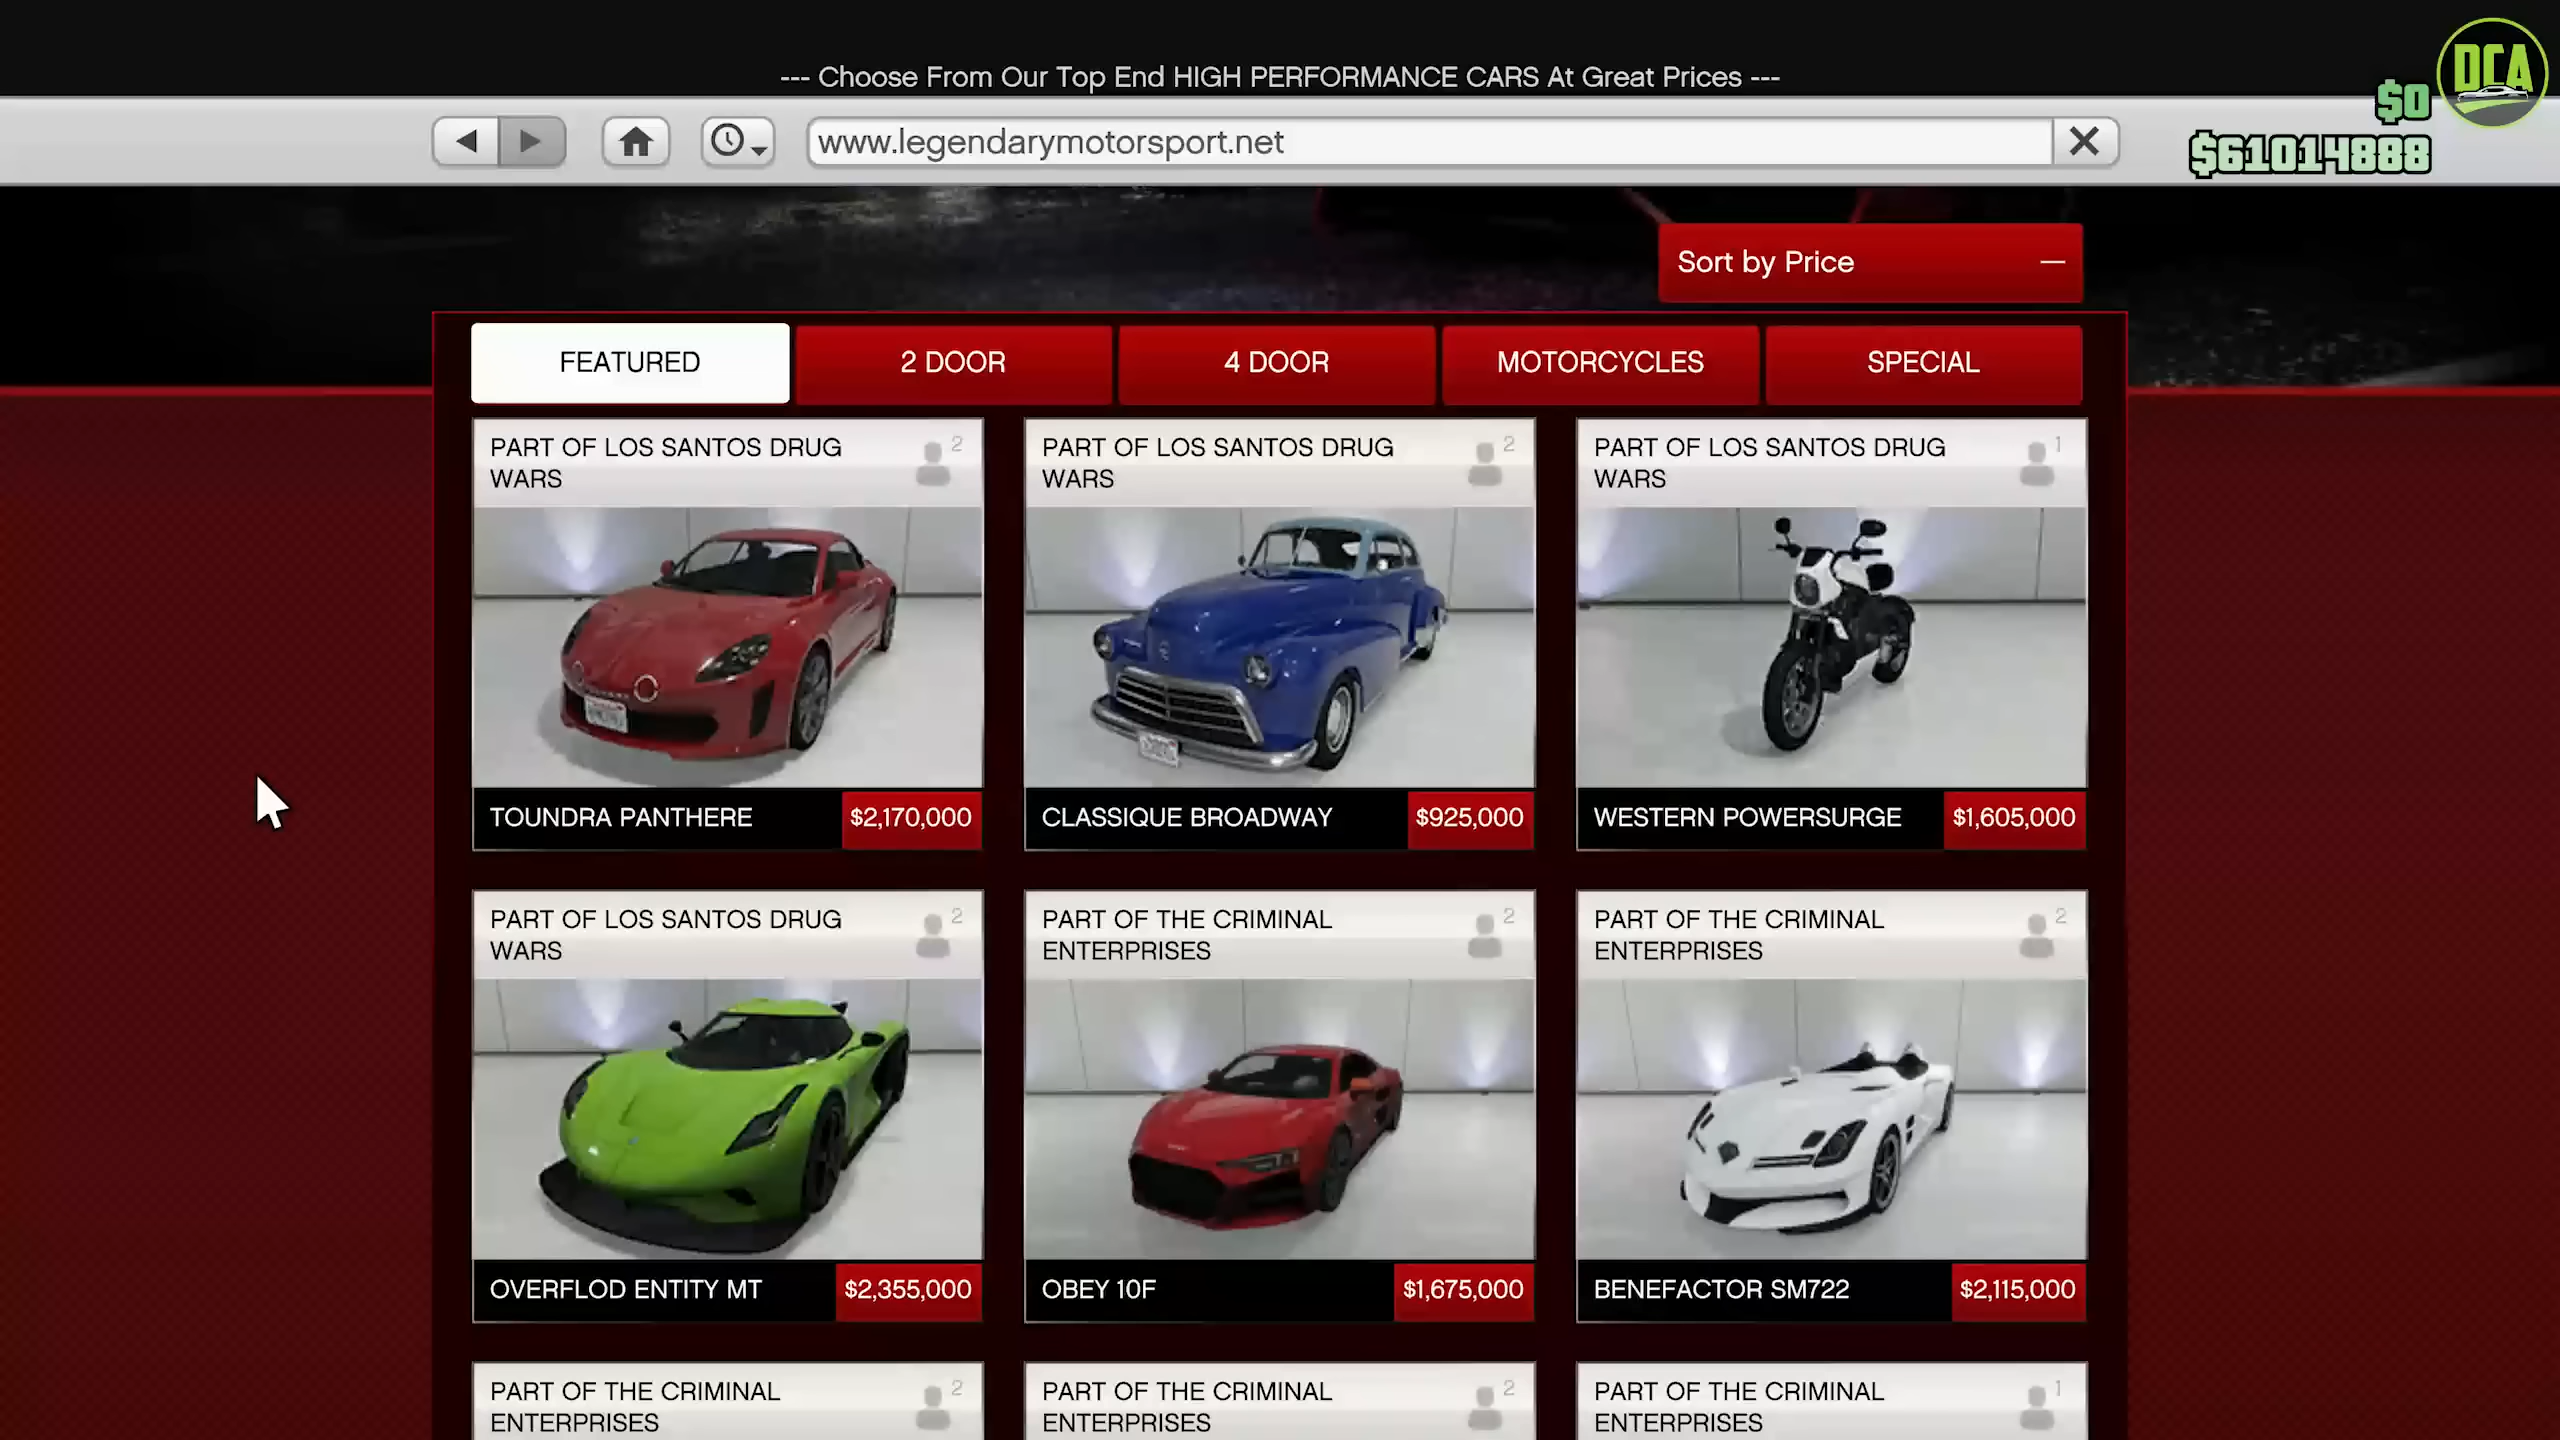 --- Choose From Our Top End HIGH PERFORMANCE CARS At Great Prices ---
DCA
$0
www.legendarymotorsport.net
$61014888
Sort by Price
FEATURED
2 DOOR
4 DOOR
MOTORCYCLES
SPECIAL
PART OF LOS SANTOS DRUG
WARS
2
TOUNDRA PANTHERE
$2,170,000
PART OF LOS SANTOS DRUG
WARS
2
CLASSIQUE BROADWAY
$925,000
PART OF LOS SANTOS DRUG
WARS
1
WESTERN POWERSURGE
$1,605,000
PART OF LOS SANTOS DRUG
WARS
2
OVERFLOD ENTITY MT
$2,355,000
PART OF THE CRIMINAL
ENTERPRISES
2
OBEY 10F
$1,675,000
PART OF THE CRIMINAL
ENTERPRISES
2
BENEFACTOR SM722
$2,115,000
PART OF THE CRIMINAL
ENTERPRISES
2
PART OF THE CRIMINAL
ENTERPRISES
2
PART OF THE CRIMINAL
ENTERPRISES
1